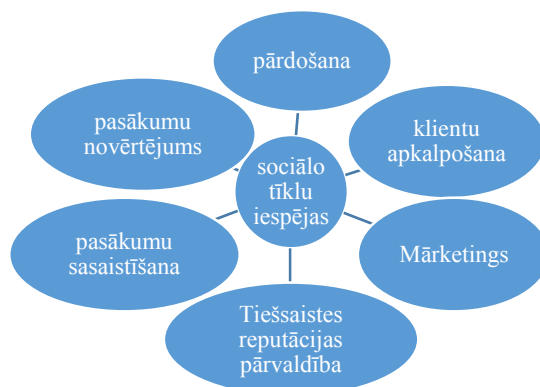 pārdošana
klientu
apkalpošana
Mārketings
Tiešsaistes
reputācijas
pārvaldība
pasākumu
sasaistīšana
pasākumu
novērtējums
sociālo
tīklu
iespējas